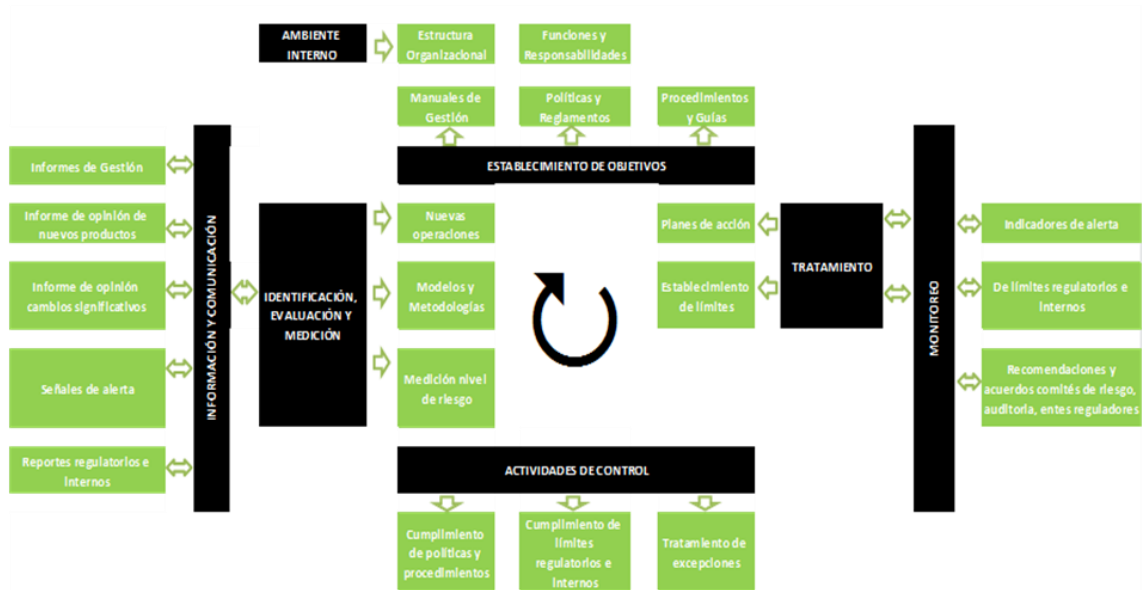 AMBIENTE
INTERNO
Estructura
Organizacional
Funciones y
Responsabilidades
Manuales de
Gestión
Políticas y
Reglamentos
Procedimientos
y Guías
ESTABLECIMIENTO DE OBJETIVOS
INFORMACIÓN Y COMUNICACIÓN
Informes de Gestión
Informe de opinión de
nuevos productos
Informe de opinión
cambios significativos
Señales de alerta
Reportes regulatorios e
internos
IDENTIFICACIÓN,
EVALUACIÓN Y
MEDICIÓN
Nuevas
operaciones
Modelos y
Metodologías
Medición nivel
de riesgo
Planes de acción
Establecimiento
de límites
TRATAMIENTO
MONITOREO
Indicadores de alerta
De límites regulatorios e
internos
Recomendaciones y
acuerdos comités de riesgo,
auditoría, entes reguladores
ACTIVIDADES DE CONTROL
Cumplimiento
de políticas y
procedimientos
Cumplimiento de
límites
regulatorios e
internos
Tratamiento de
excepciones